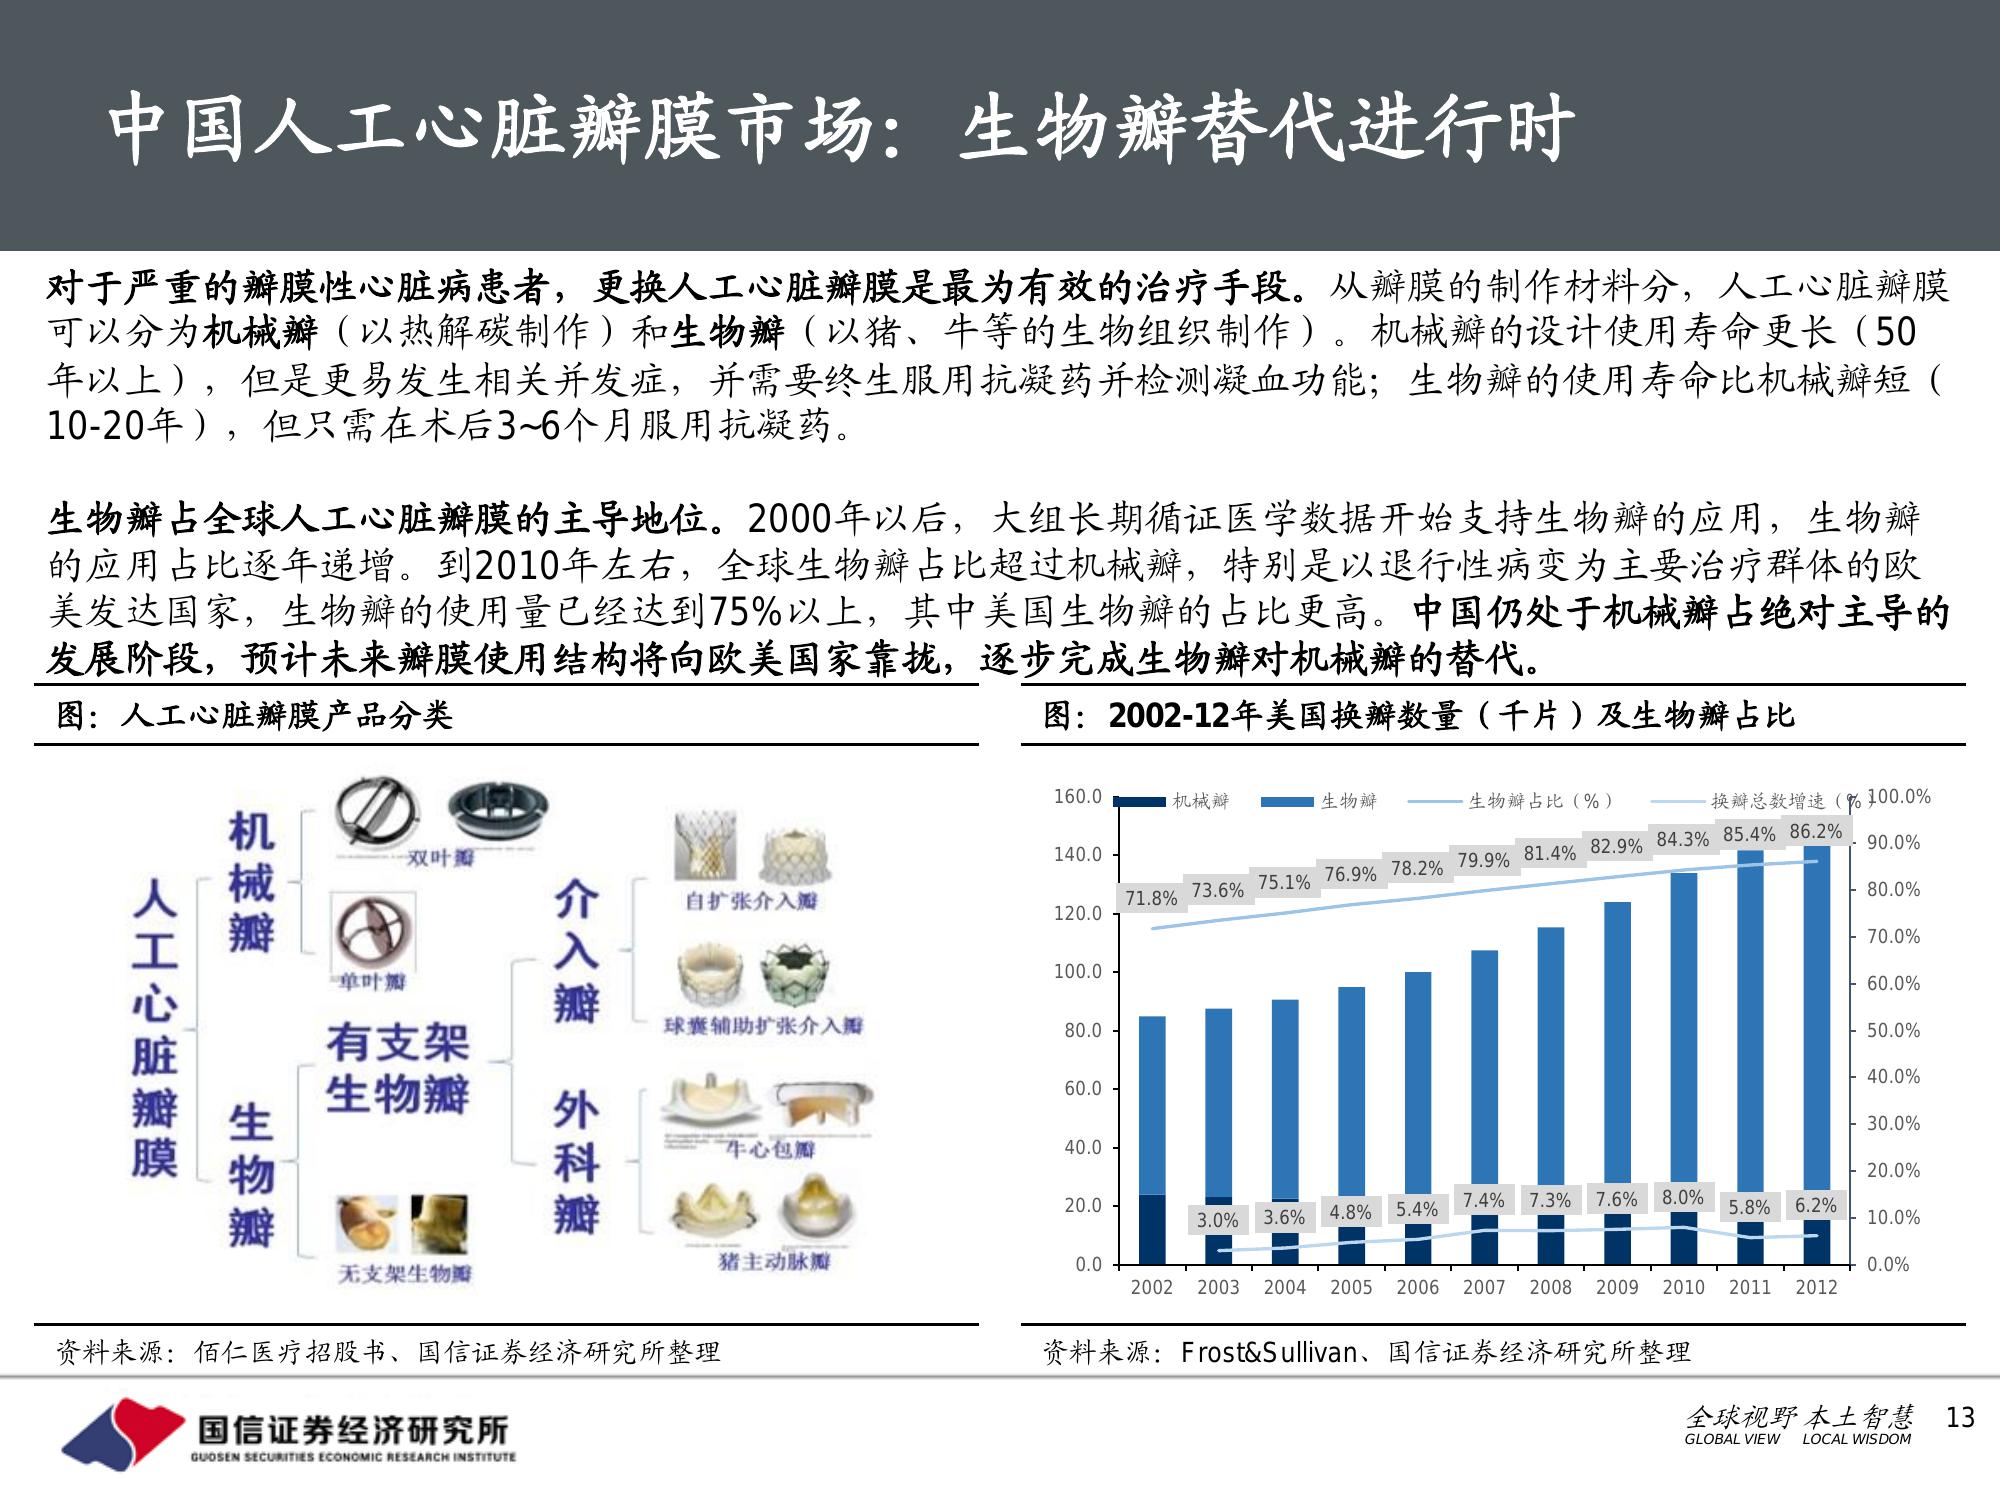 中国人工心脏瓣膜市场：生物瓣替代进行时
对于严重的瓣膜性心脏病患者，更换人工心脏瓣膜是最为有效的治疗手段。从瓣膜的制作材料分，人工心脏瓣膜
可以分为机械瓣（以热解碳制作）和生物瓣（以猪、牛等的生物组织制作）。机械瓣的设计使用寿命更长（50
年以上），但是更易发生相关并发症，并需要终生服用抗凝药并检测凝血功能；生物瓣的使用寿命比机械瓣短（
10-20年），但只需在术后3~6个月服用抗凝药。
生物瓣占全球人工心脏瓣膜的主导地位。2000年以后，大组长期循证医学数据开始支持生物瓣的应用，生物瓣
的应用占比逐年递增。到2010年左右，全球生物瓣占比超过机械瓣，特别是以退行性病变为主要治疗群体的欧
美发达国家，生物瓣的使用量已经达到75%以上，其中美国生物瓣的占比更高。中国仍处于机械瓣占绝对主导的
发展阶段，预计未来瓣膜使用结构将向欧美国家靠拢，逐步完成生物瓣对机械瓣的替代。
图：人工心脏瓣膜产品分类
人工心脏瓣膜
机械瓣
双叶瓣
单叶瓣
生物瓣
有支架
生物瓣
无支架生物瓣
介入瓣
自扩张介入瓣
球囊辅助扩张介入瓣
外科瓣
牛心包瓣
猪主动脉瓣
资料来源：佰仁医疗招股书、国信证券经济研究所整理
图：2002-12年美国换瓣数量（千片）及生物瓣占比
机械瓣 生物瓣 生物瓣占比（%） 换瓣总数增速（%）
160.0
140.0
120.0
100.0
80.0
60.0
40.0
20.0
0.0
100.0%
90.0%
80.0%
70.0%
60.0%
50.0%
40.0%
30.0%
20.0%
10.0%
0.0%
71.8% 73.6% 75.1% 76.9% 78.2% 79.9% 81.4% 82.9% 84.3% 85.4% 86.2%
3.0% 3.6% 4.8% 5.4% 7.4% 7.3% 7.6% 8.0% 5.8% 6.2%
2002 2003 2004 2005 2006 2007 2008 2009 2010 2011 2012
资料来源：Frost&Sullivan、国信证券经济研究所整理
国信证券经济研究所
GUOSEN SECURITIES ECONOMIC RESEARCH INSTITUTE
全球视野 本土智慧
GLOBAL VIEW LOCAL WISDOM
13